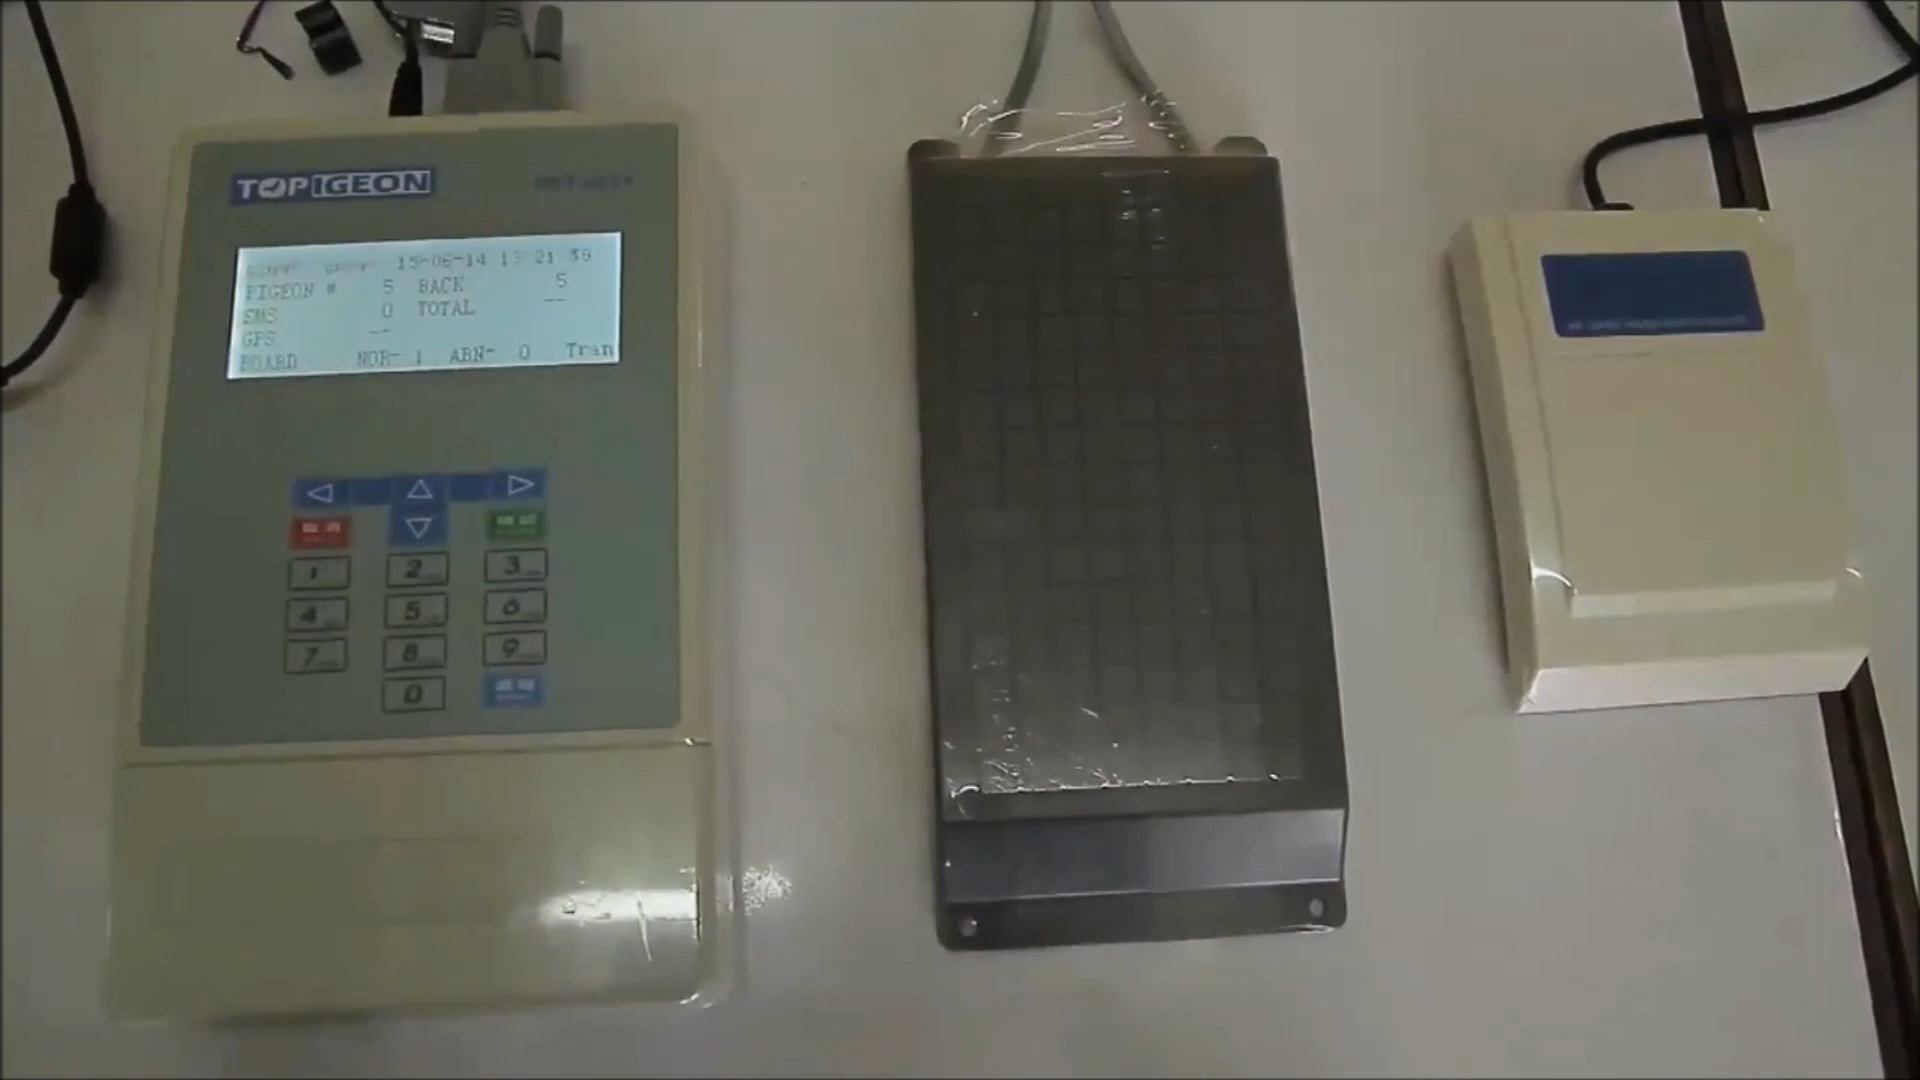 TOPIGEON
15-06-14 13 21 58
PIGEON # 5 BACK 5
SMS 0 TOTAL --
GPS --
BOARD NOR- 1 ABN- 0 Tran
1 2 3
4 5 6
7 8 9
0